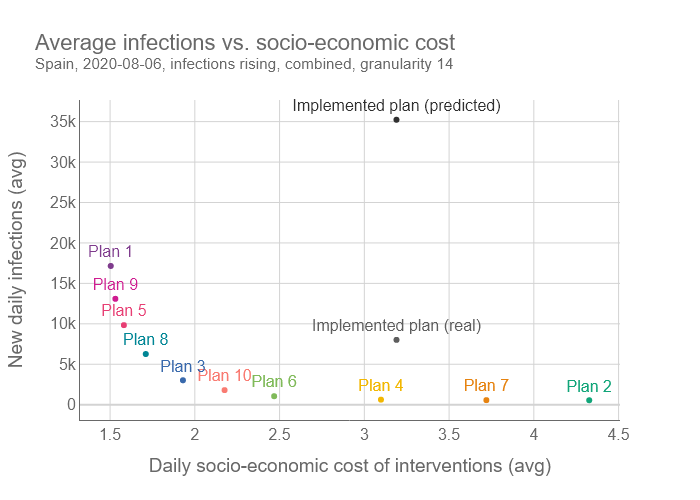 Average infections vs. socio-economic cost
Spain, 2020-08-06, infections rising, combined, granularity 14
New daily infections (avg)
35k
30k
25k
20k
15k
10k
5k
0
Implemented plan (predicted)
Plan 1
Plan 9
Plan 5
Implemented plan (real)
Plan 8
Plan 3
Plan 10
Plan 6
Plan 4
Plan 7
Plan 2
1.5
2
2.5
3
3.5
4
4.5
Daily socio-economic cost of interventions (avg)